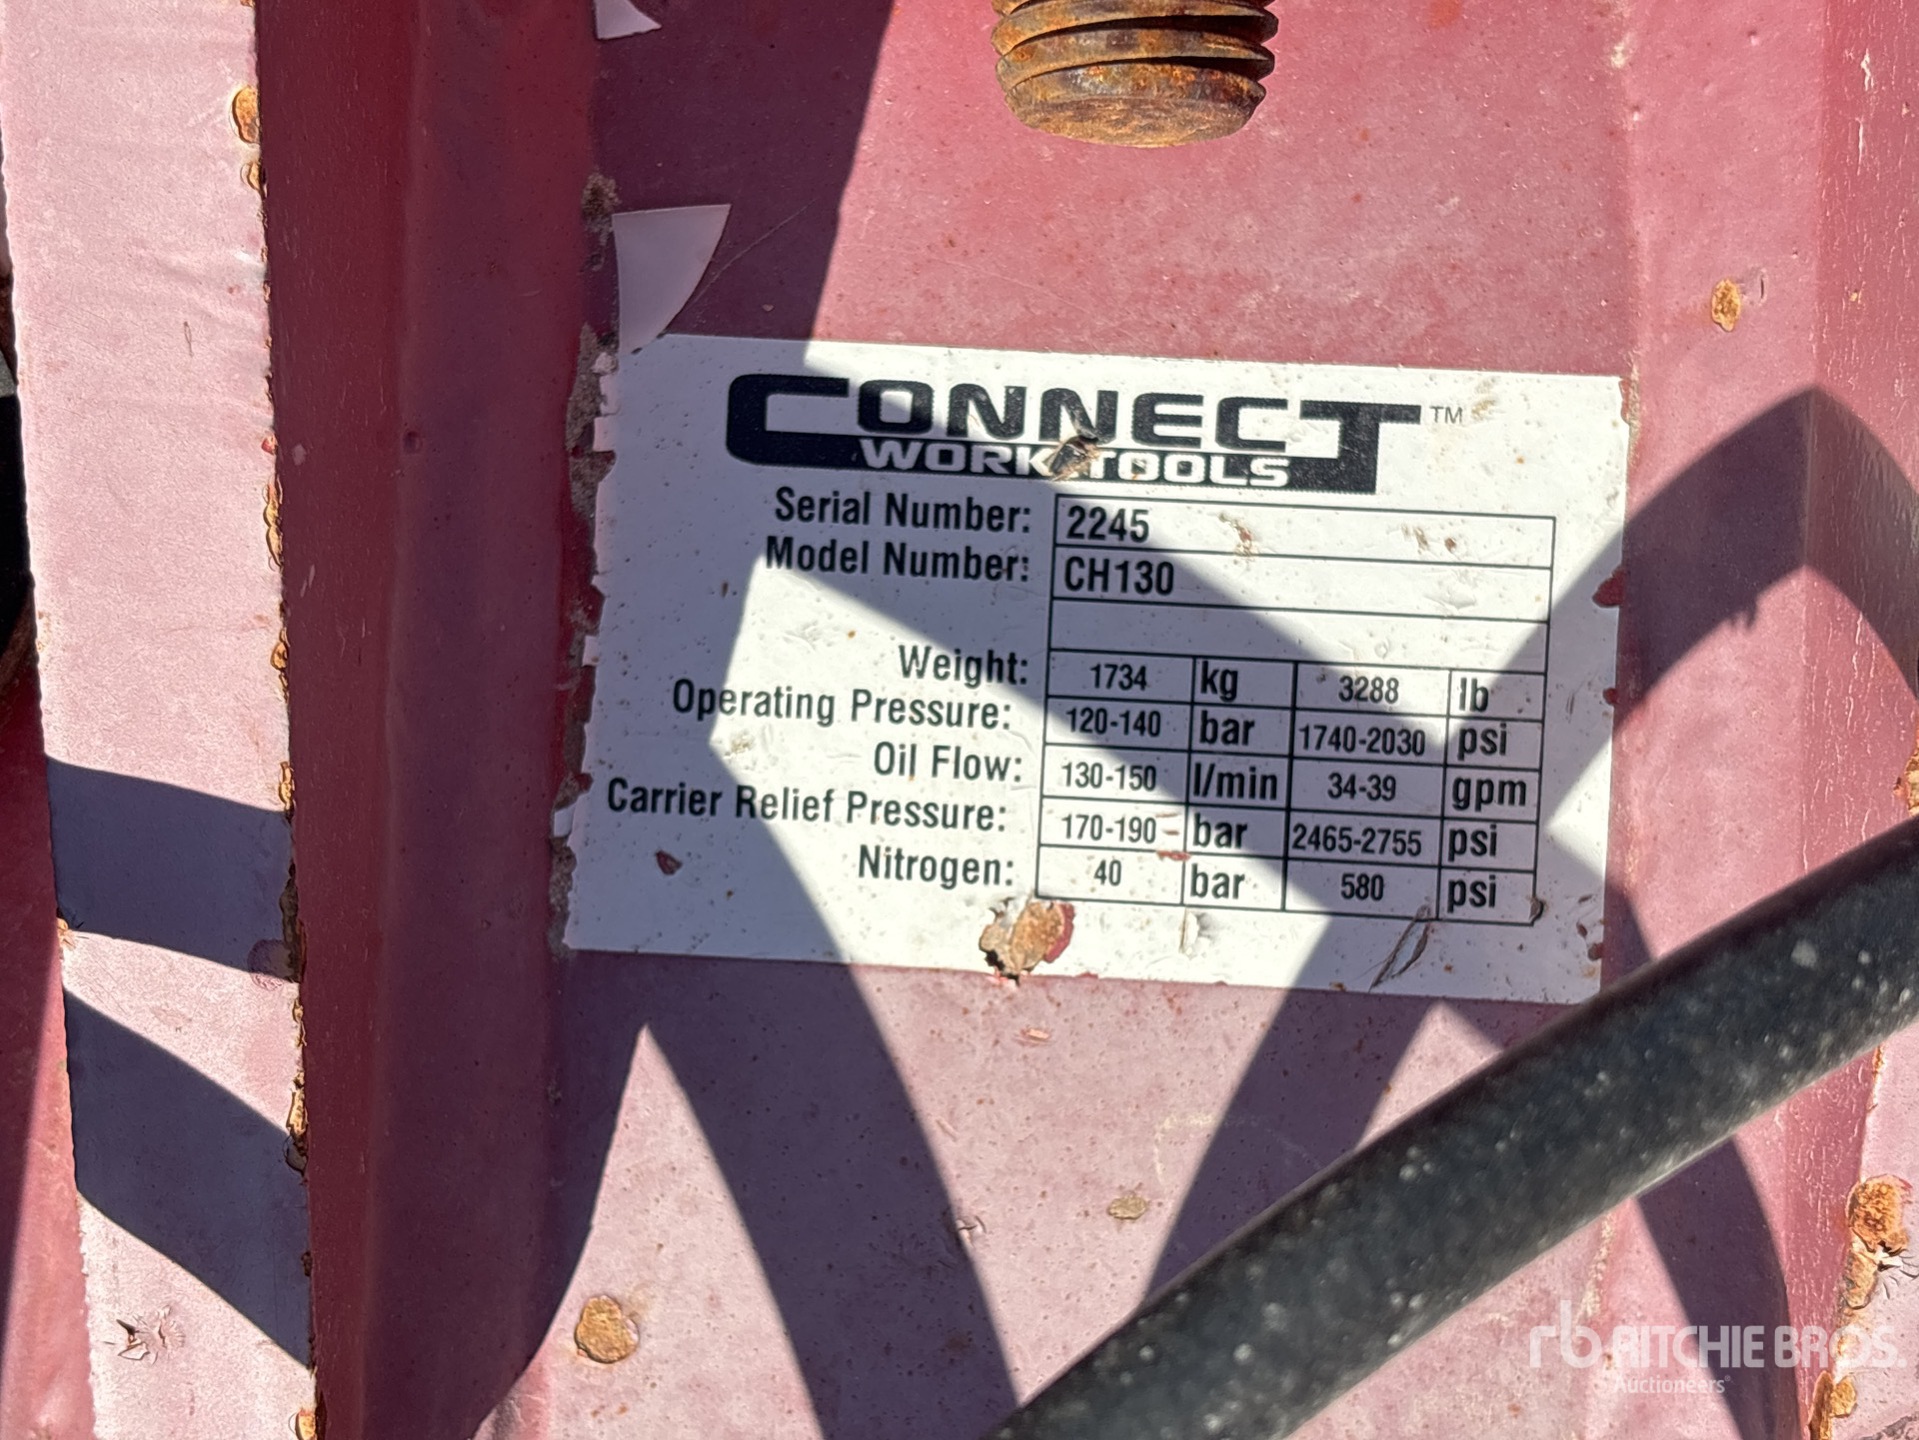 CONNECT™
WORK TOOLS
Serial Number: 2245
Model Number: CH130
Weight: 1734 kg 3288 lb
Operating Pressure: 120-140 bar 1740-2030 psi
Oil Flow: 130-150 l/min 34-39 gpm
Carrier Relief Pressure: 170-190 bar 2465-2755 psi
Nitrogen: 40 bar 580 psi
rb RITCHIE BROS.
Auctioneers